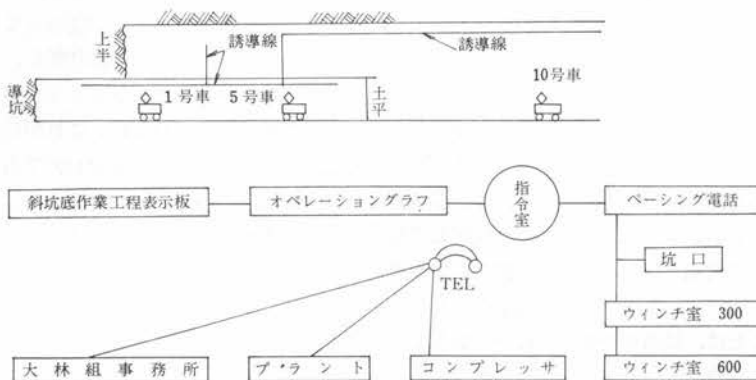 上半
誘導線
誘導線
導坑
1号車 5号車
土平
10号車
斜坑底作業工程表示板 オペレーショングラフ 指令室 ページング電話
坑口
TEL
ウィンチ室 300
大林組事務所 プラント コンプレッサ ウィンチ室 600